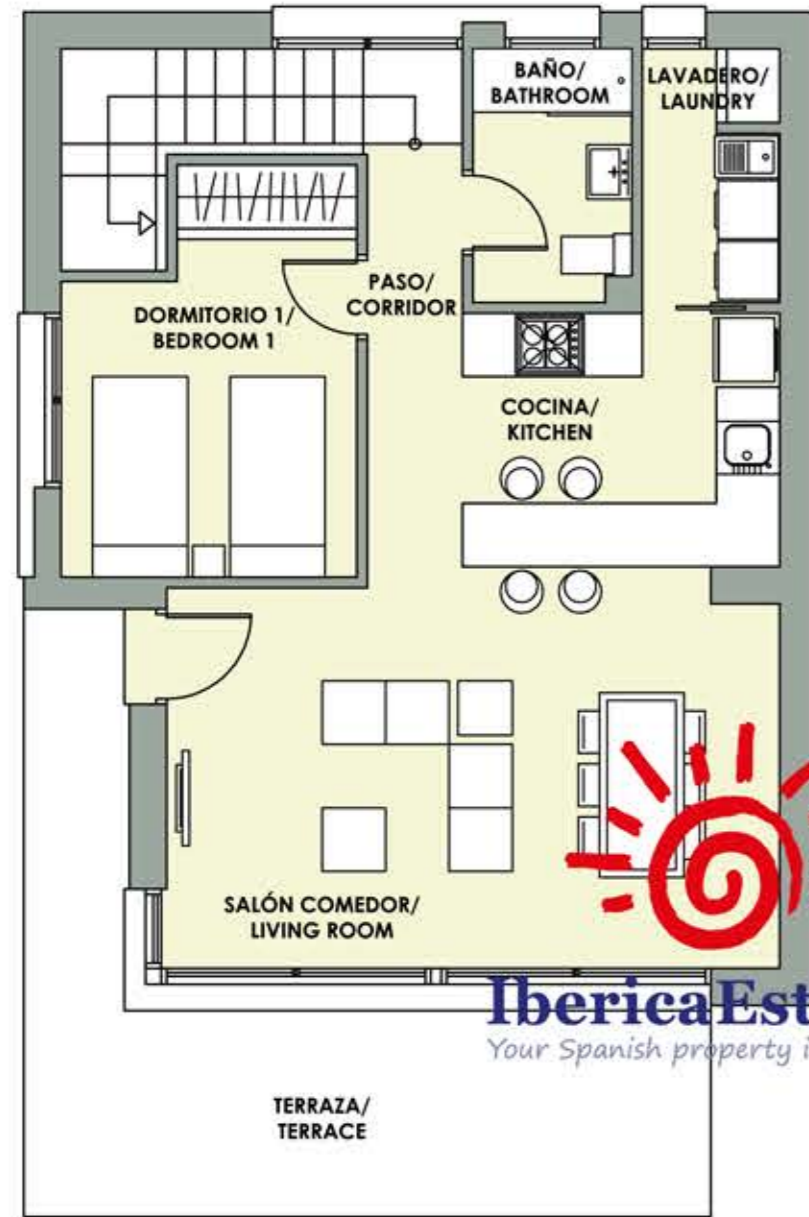 BAÑO/
BATHROOM
LAVADERO/
LAUNDRY
PASO/
CORRIDOR
DORMITORIO 1/
BEDROOM 1
COCINA/
KITCHEN
SALÓN COMEDOR/
LIVING ROOM
IbericaEst
Your Spanish property i
TERRAZA/
TERRACE